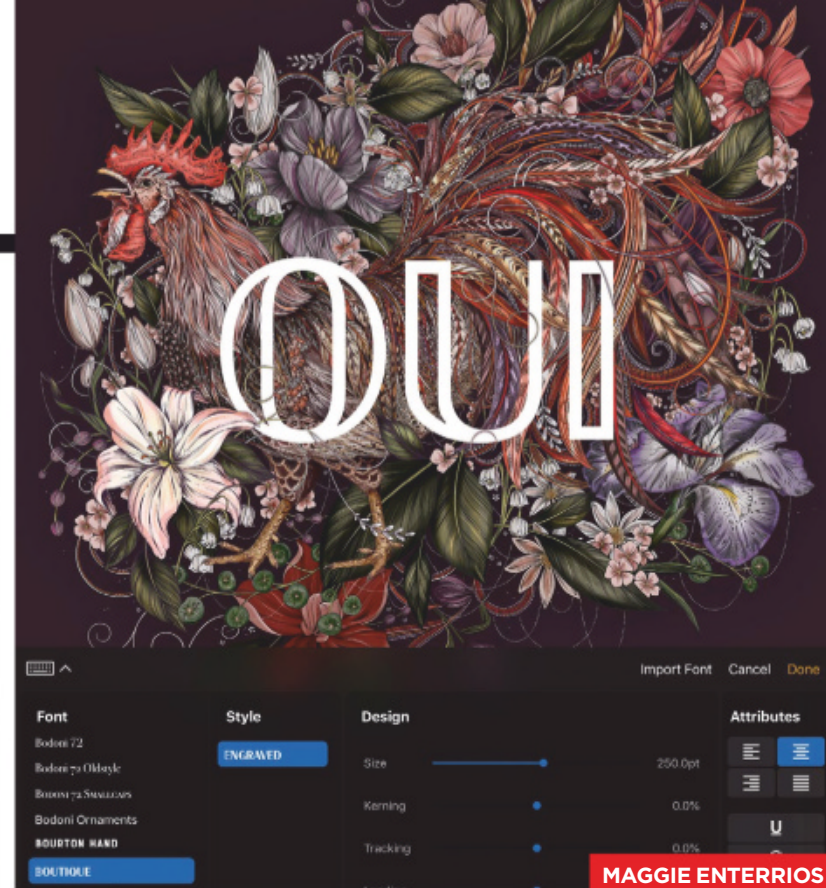 OUI
Import Font Cancel Done
Font
Style
Design
Attributes
Bodoni 72
Bodoni 72 Oldstyle
Bodoni 72 Smallcaps
Bodoni Ornaments
BOURTON HAND
BOUTIQUE
ENGRAVED
Size 250.0pt
Kerning 0.0%
Tracking 0.0%
U
MAGGIE ENTERRIOS